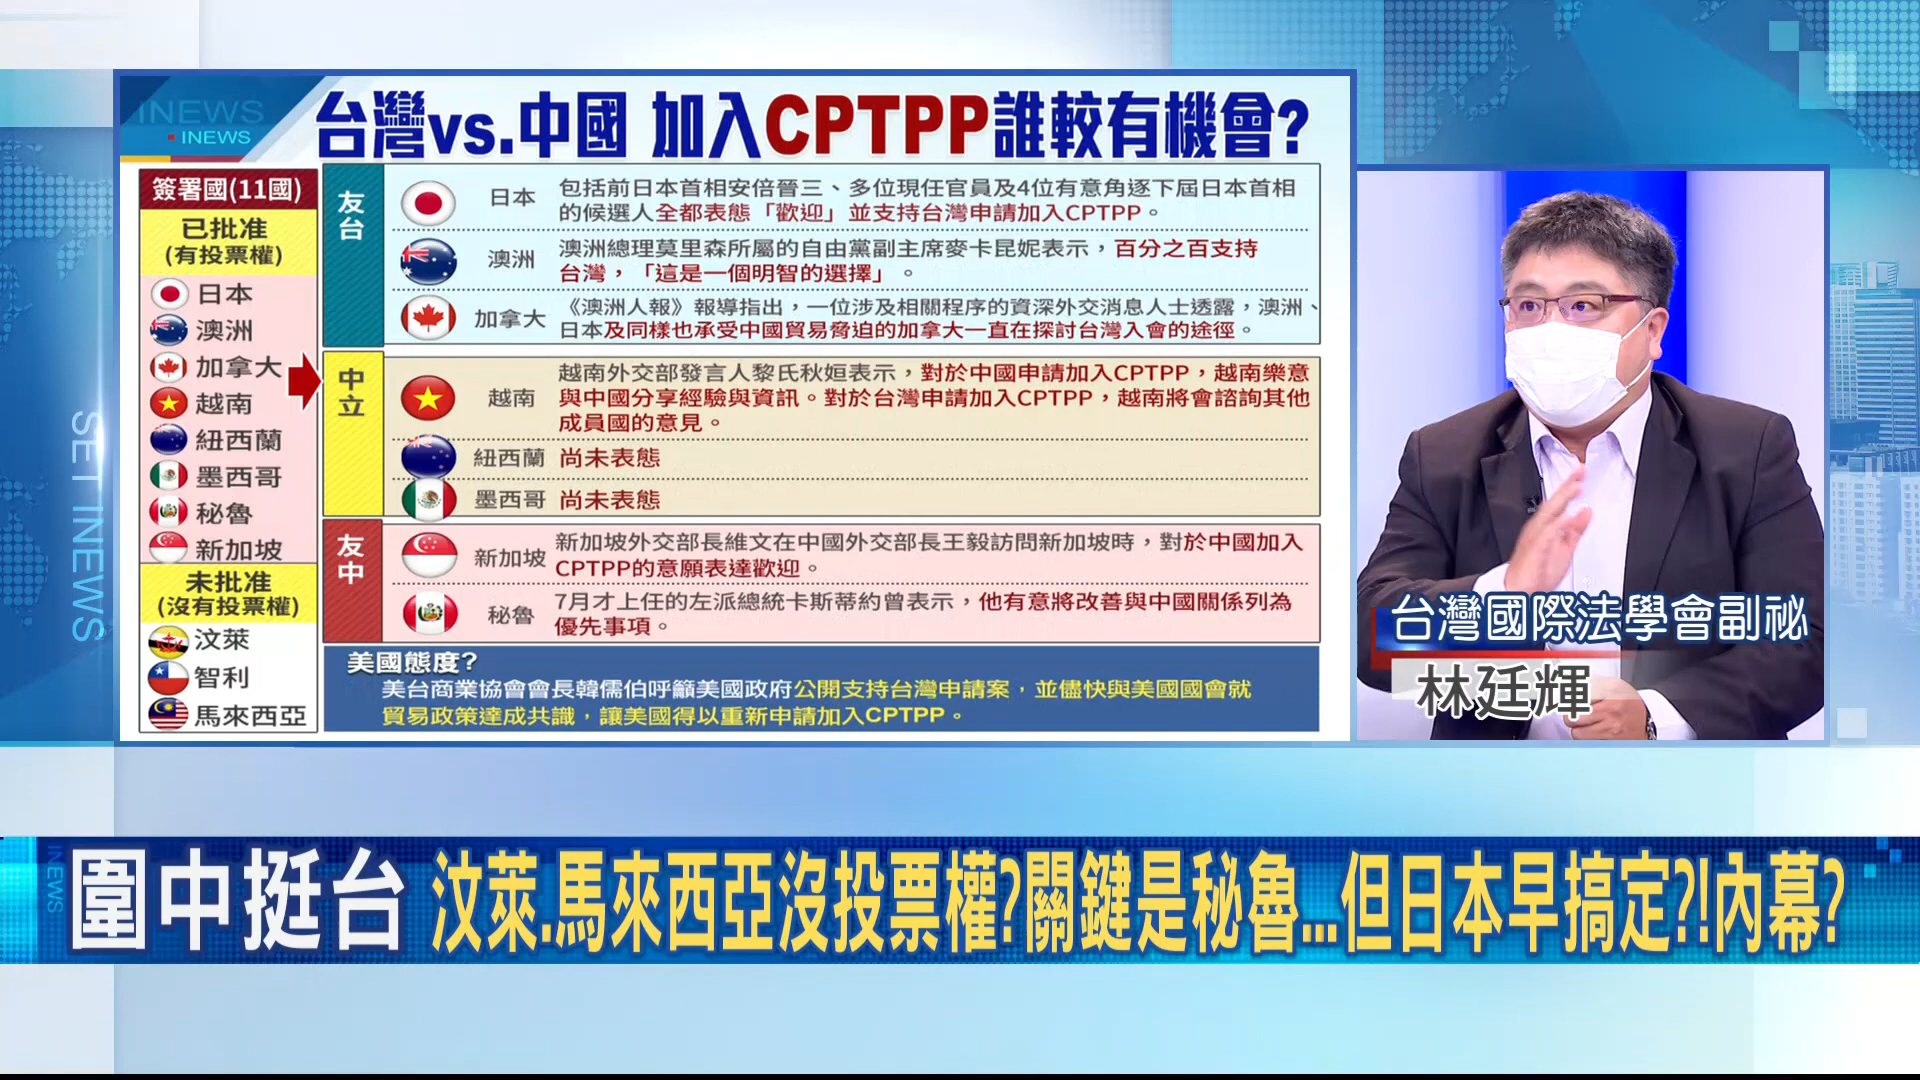 INEWS
INEWS
台灣vs.中國 加入CPTPP誰較有機會?
簽署國(11國)
已批准
(有投票權)
日本
澳洲
加拿大
越南
紐西蘭
墨西哥
秘魯
新加坡
未批准
(沒有投票權)
汶萊
智利
馬來西亞
友台
日本
包括前日本首相安倍晉三、多位現任官員及4位有意角逐下屆日本首相
的候選人全都表態「歡迎」並支持台灣申請加入CPTPP。
澳洲
澳洲總理莫里森所屬的自由黨副主席麥卡昆妮表示，百分之百支持
台灣，「這是一個明智的選擇」。
加拿大
《澳洲人報》報導指出，一位涉及相關程序的資深外交消息人士透露，澳洲、
日本及同樣也承受中國貿易脅迫的加拿大一直在探討台灣入會的途徑。
中立
越南
越南外交部發言人黎氏秋姮表示，對於中國申請加入CPTPP，越南樂意
與中國分享經驗與資訊。對於台灣申請加入CPTPP，越南將會諮詢其他
成員國的意見。
紐西蘭 尚未表態
墨西哥 尚未表態
友中
新加坡
新加坡外交部長維文在中國外交部長王毅訪問新加坡時，對於中國加入
CPTPP的意願表達歡迎。
秘魯
7月才上任的左派總統卡斯蒂約曾表示，他有意將改善與中國關係列為
優先事項。
美國態度?
美台商業協會會長韓儒伯呼籲美國政府公開支持台灣申請案，並儘快與美國國會就
貿易政策達成共識，讓美國得以重新申請加入CPTPP。
SET INEWS
台灣國際法學會副祕
林廷輝
INEWS
圍中挺台 汶萊.馬來西亞沒投票權?關鍵是秘魯...但日本早搞定?!內幕?